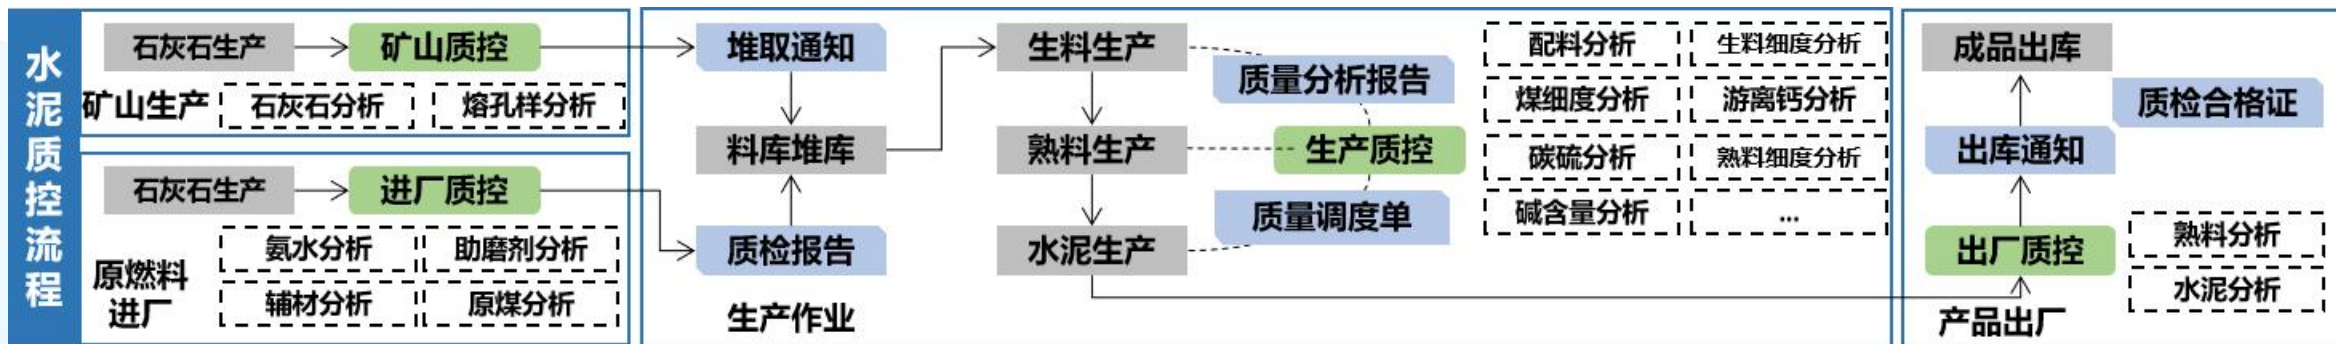 水泥质控流程
石灰石生产
矿山质控
矿山生产
石灰石分析
熔孔样分析
石灰石生产
进厂质控
原燃料
进厂
氨水分析
助磨剂分析
辅材分析
原煤分析
堆取通知
料库堆库
质检报告
生产作业
生料生产
熟料生产
水泥生产
质量分析报告
生产质控
质量调度单
配料分析
生料细度分析
煤细度分析
游离钙分析
碳硫分析
熟料细度分析
碱含量分析
...
成品出库
质检合格证
出库通知
出厂质控
熟料分析
水泥分析
产品出厂